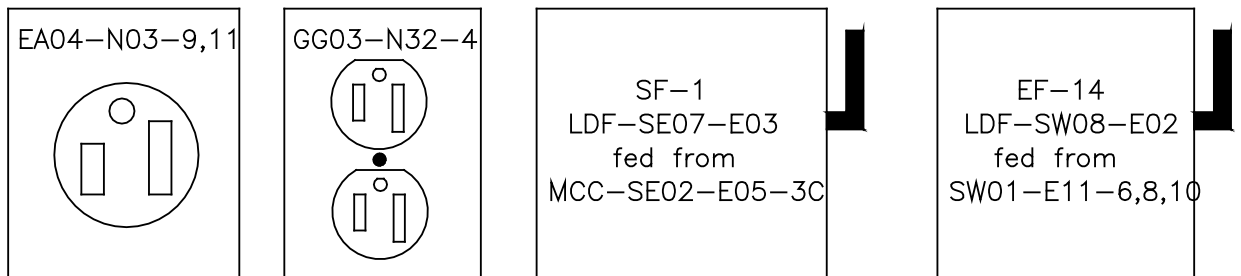 EA04-N03-9,11
GG03-N32-4
SF-1
LDF-SE07-E03
fed from
MCC-SE02-E05-3C
EF-14
LDF-SW08-E02
fed from
SW01-E11-6,8,10